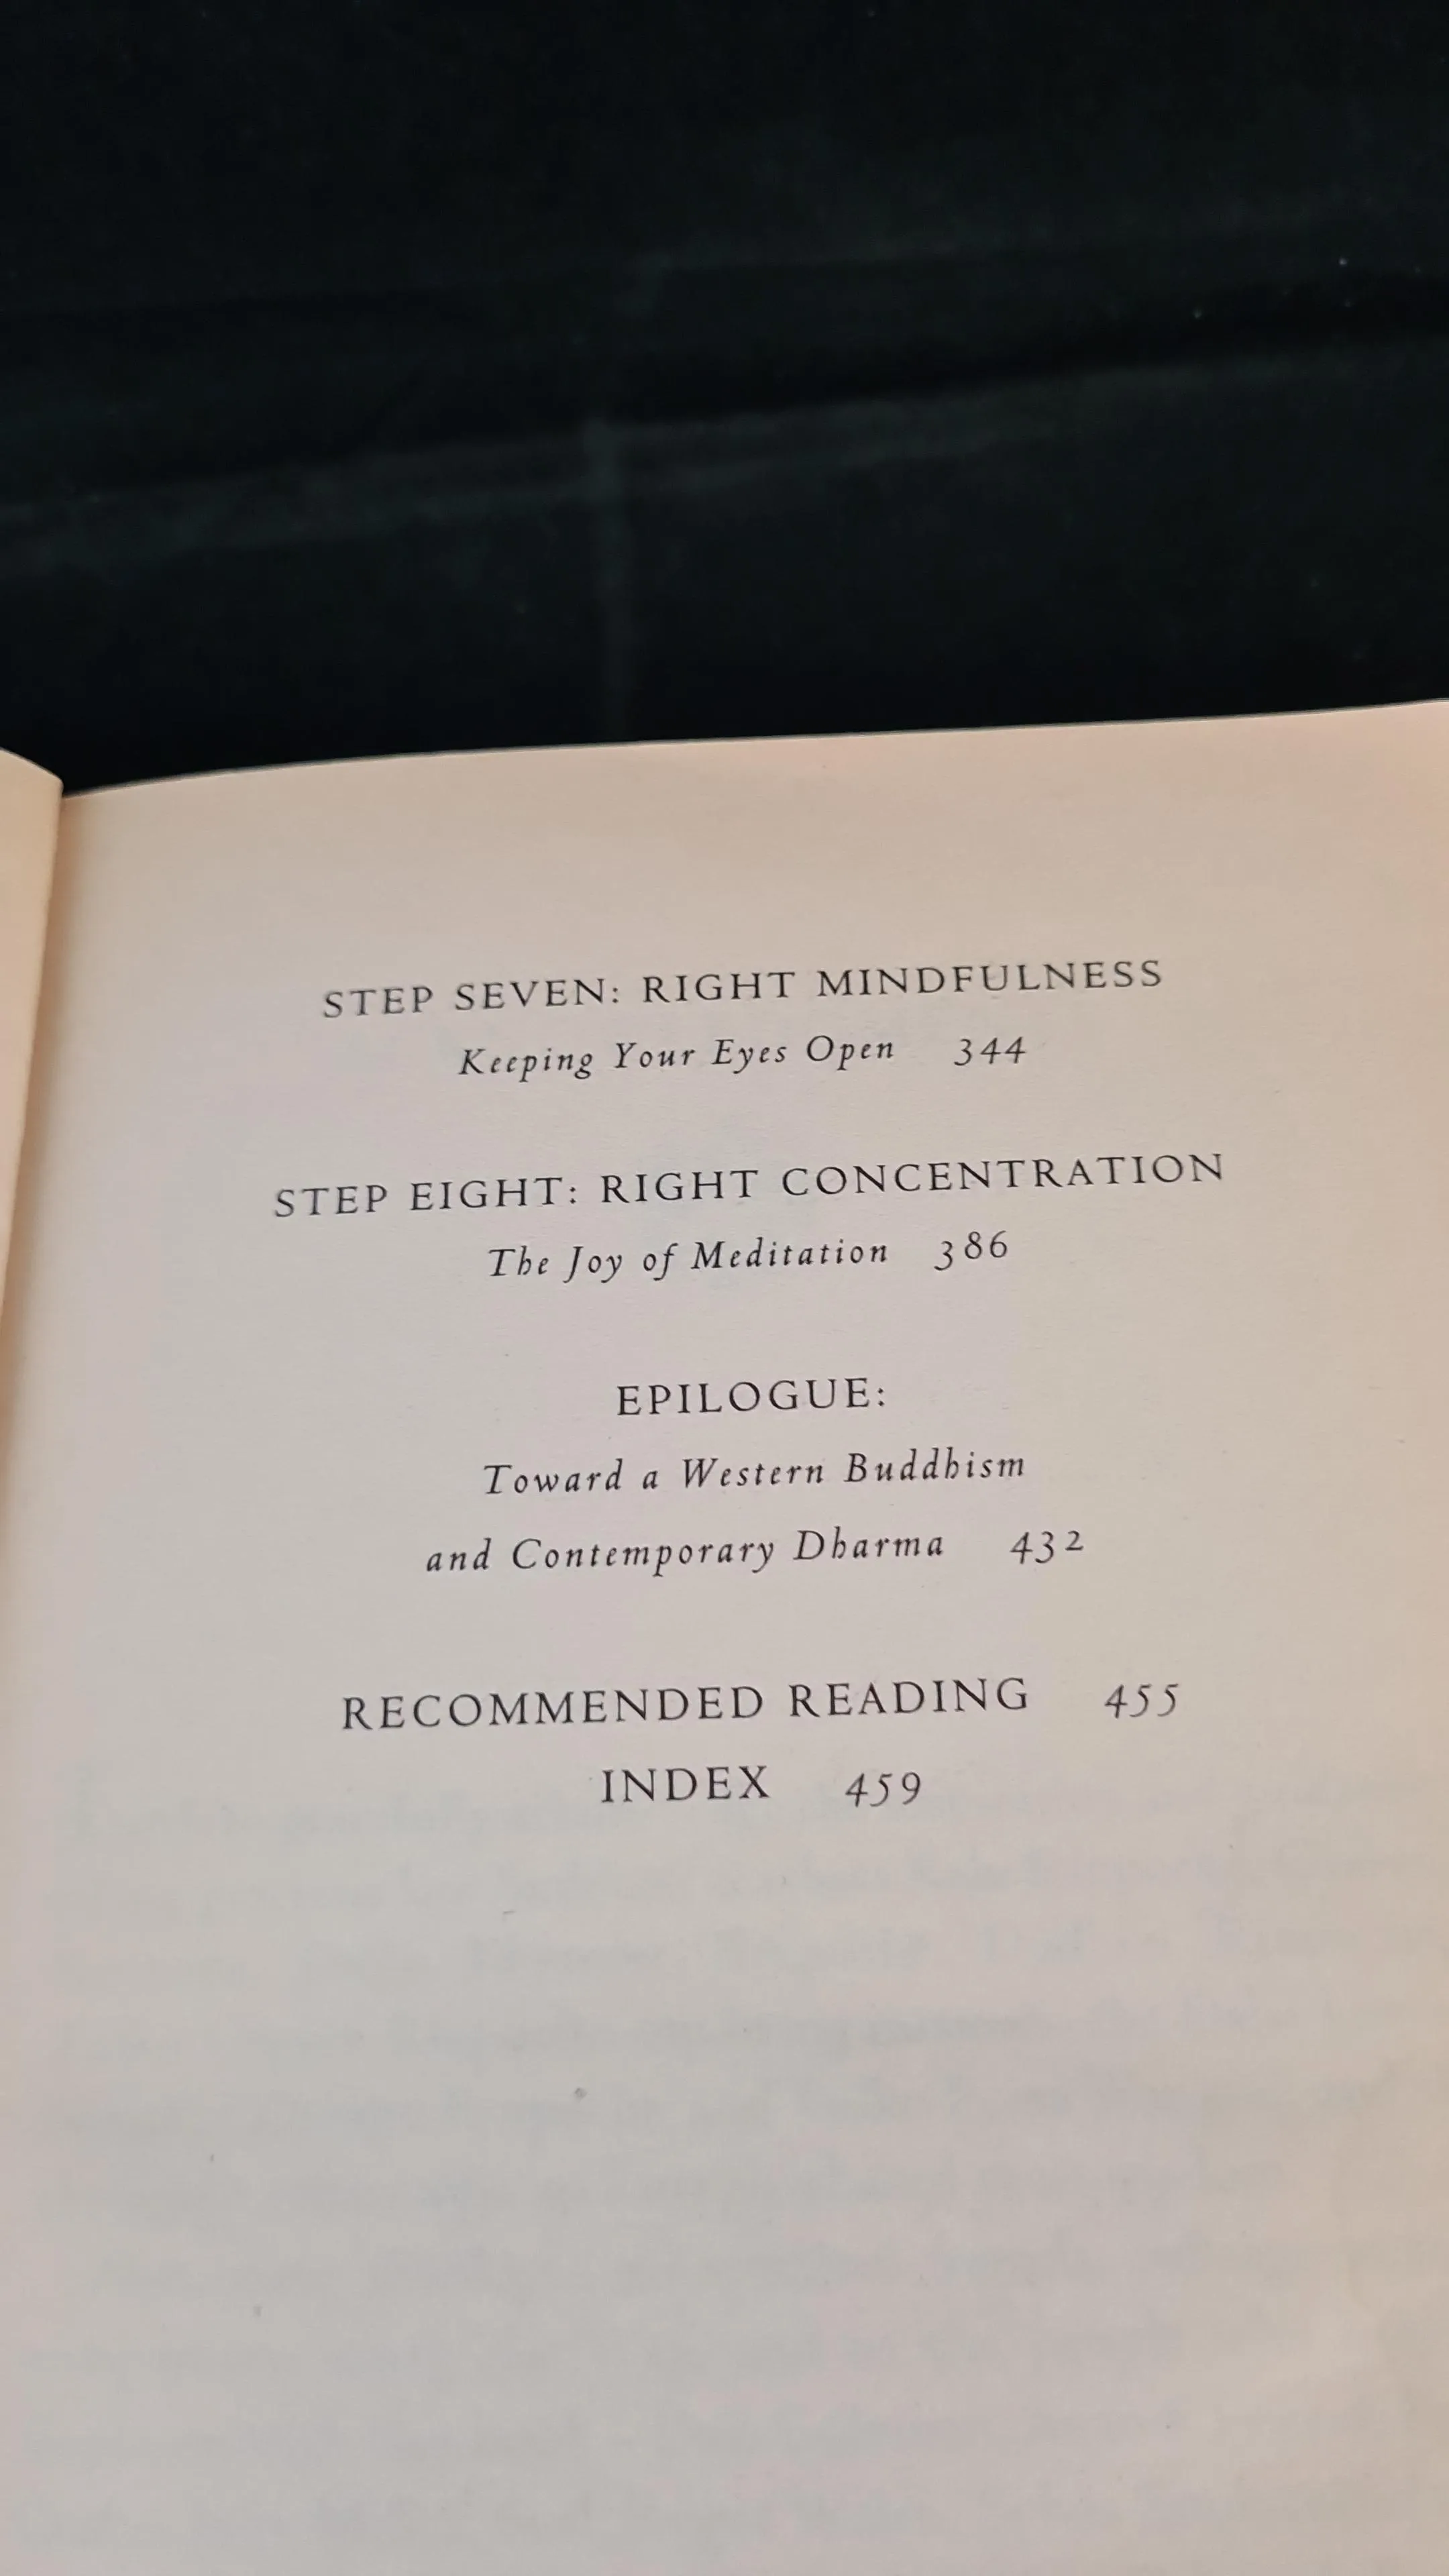 STEP SEVEN: RIGHT MINDFULNESS
Keeping Your Eyes Open 344
STEP EIGHT: RIGHT CONCENTRATION
The Joy of Meditation 386
EPILOGUE:
Toward a Western Buddhism
and Contemporary Dharma 432
RECOMMENDED READING 455
INDEX 459